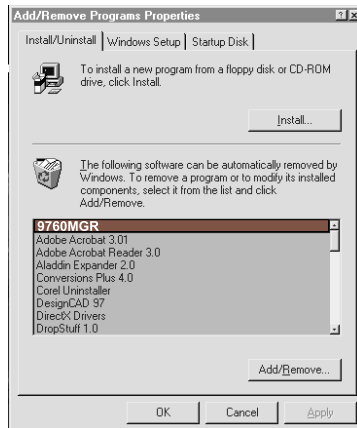 Add/Remove Programs Properties
Install/Uninstall Windows Setup Startup Disk
To install a new program from a floppy disk or CD-ROM
drive, click Install.
Install...
The following software can be automatically removed by
Windows. To remove a program or to modify its installed
components, select it from the list and click
Add/Remove.
9760MGR
Adobe Acrobat 3.01
Adobe Acrobat Reader 3.0
Aladdin Expander 2.0
Conversions Plus 4.0
Corel Uninstaller
DesignCAD 97
DirectX Drivers
DropStuff 1.0
Add/Remove...
OK Cancel Apply